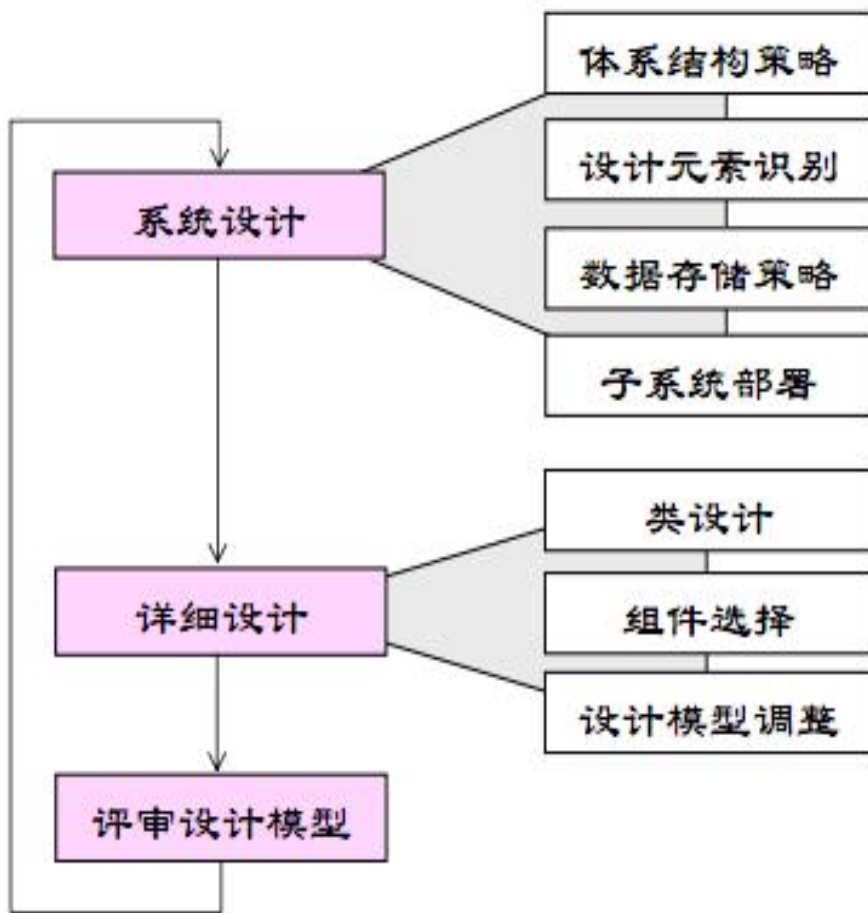 体系结构策略
设计元素识别
系统设计
数据存储策略
子系统部署
类设计
详细设计
组件选择
设计模型调整
评审设计模型